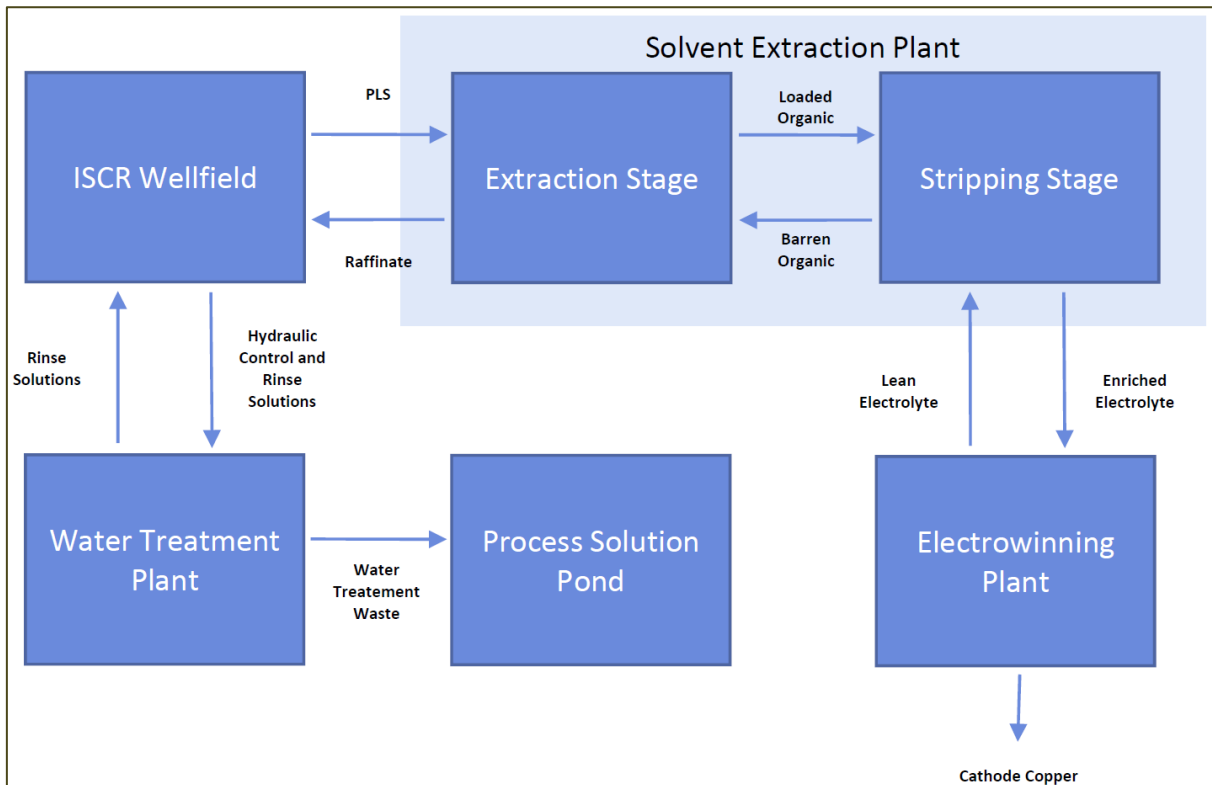 Solvent Extraction Plant
ISCR Wellfield
PLS
Raffinate
Extraction Stage
Loaded
Organic
Barren
Organic
Stripping Stage
Rinse
Solutions
Hydraulic
Control and
Rinse
Solutions
Lean
Electrolyte
Enriched
Electrolyte
Water Treatment
Plant
Water
Treatement
Waste
Process Solution
Pond
Electrowinning
Plant
Cathode Copper